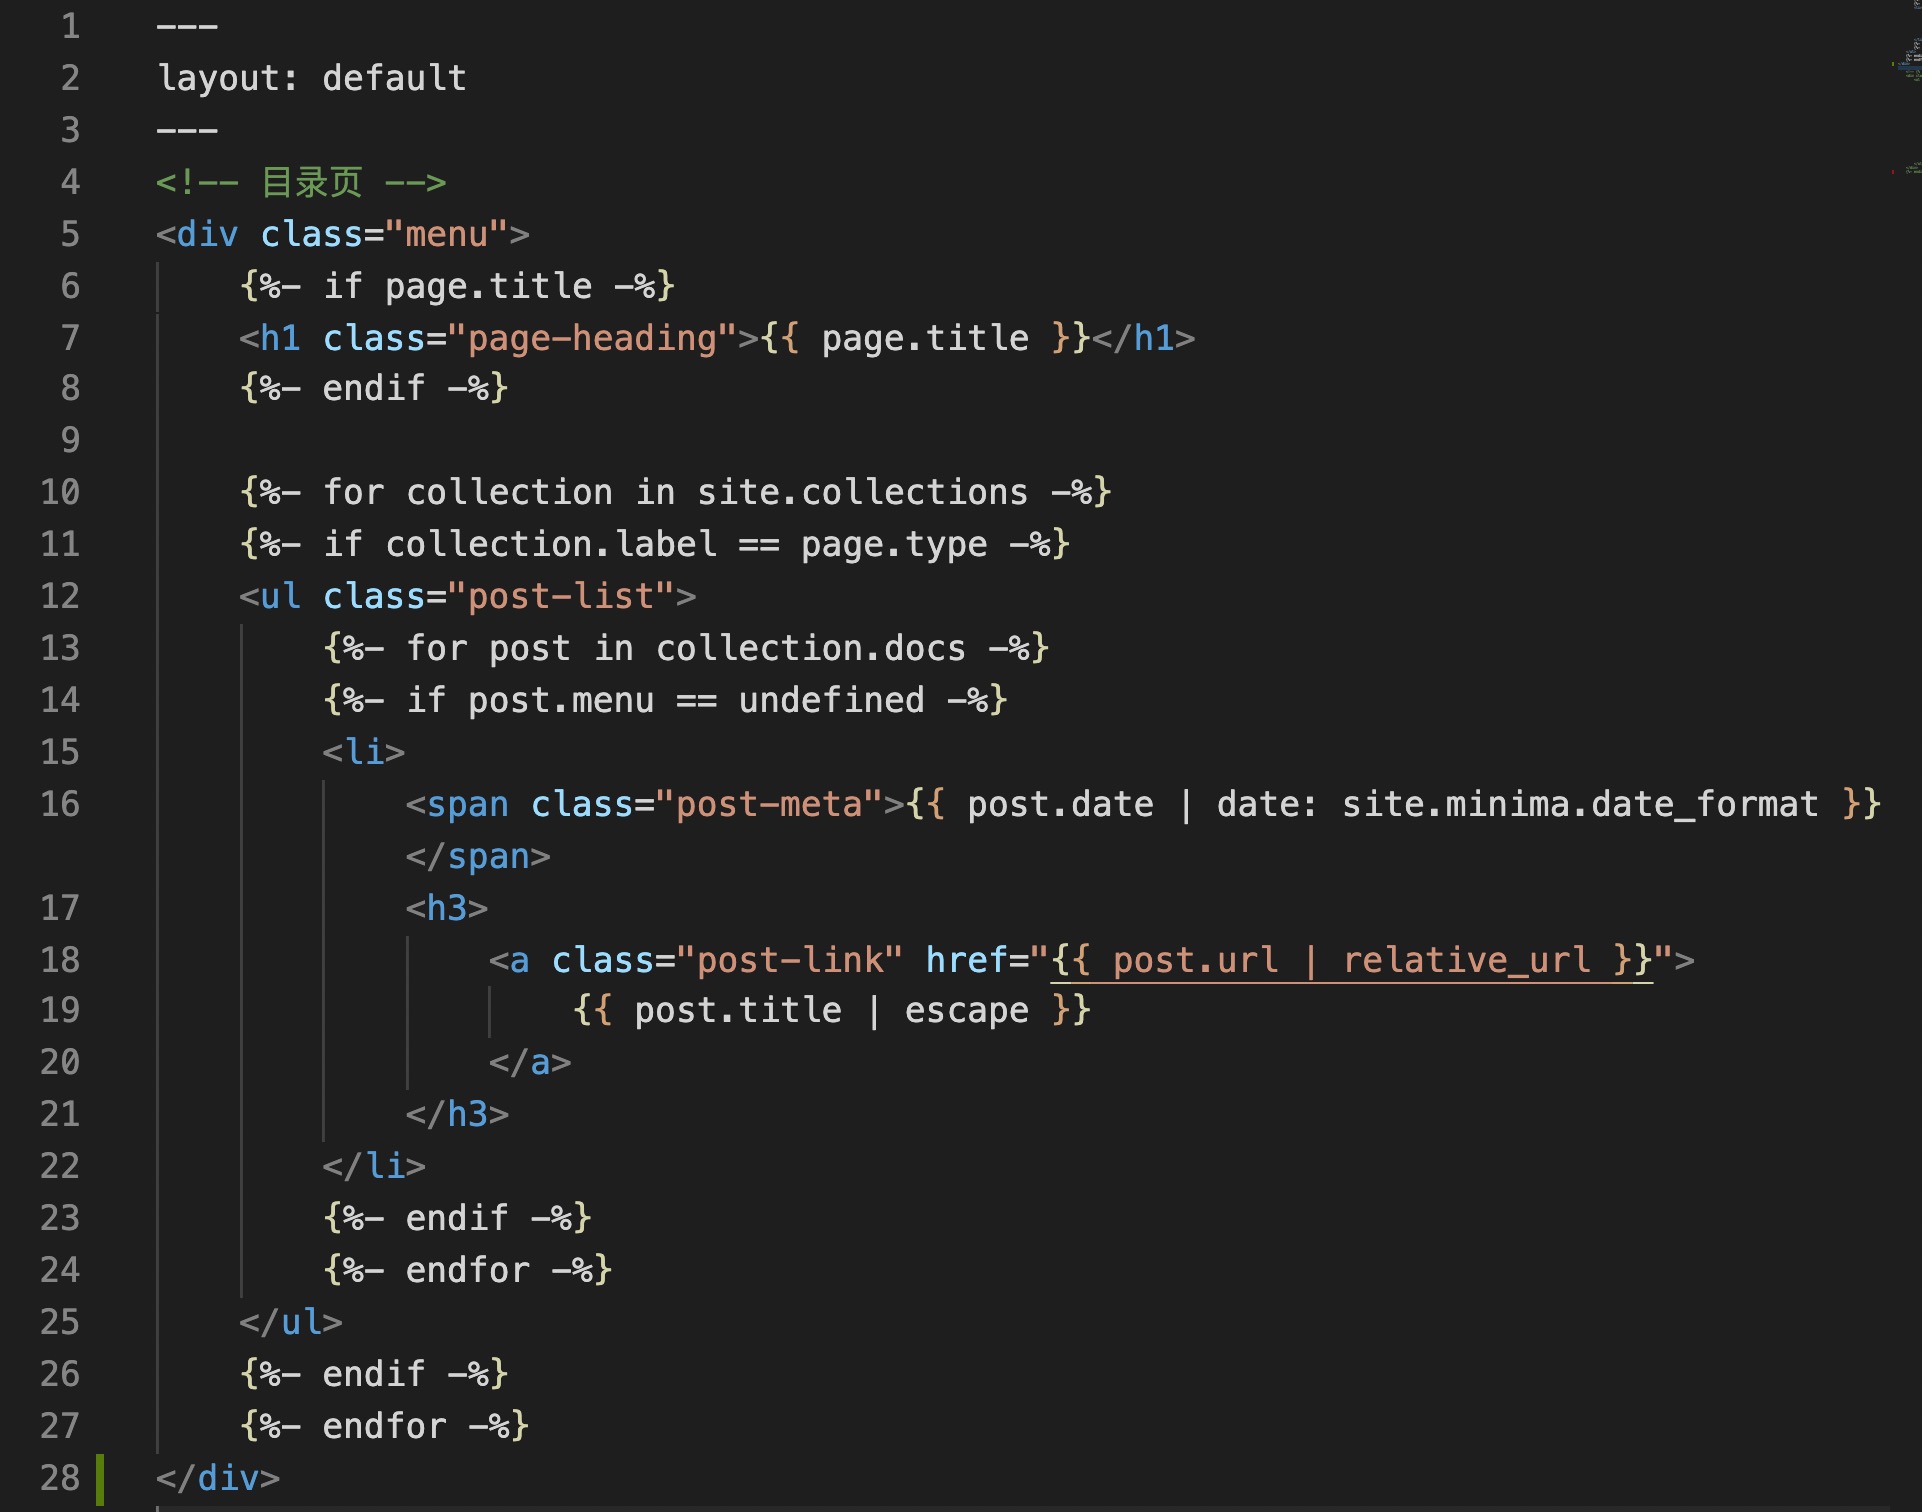 1 ---
2 layout: default
3 ---
4 <!-- 目录页 -->
5 <div class="menu">
6     {%- if page.title -%}
7     <h1 class="page-heading">{{ page.title }}</h1>
8     {%- endif -%}
9
10     {%- for collection in site.collections -%}
11     {%- if collection.label == page.type -%}
12     <ul class="post-list">
13         {%- for post in collection.docs -%}
14         {%- if post.menu == undefined -%}
15         <li>
16             <span class="post-meta">{{ post.date | date: site.minima.date_format }}
            </span>
17             <h3>
18                 <a class="post-link" href="{{ post.url | relative_url }}">
19                     {{ post.title | escape }}
20                 </a>
21             </h3>
22         </li>
23         {%- endif -%}
24         {%- endfor -%}
25     </ul>
26     {%- endif -%}
27     {%- endfor -%}
28 </div>